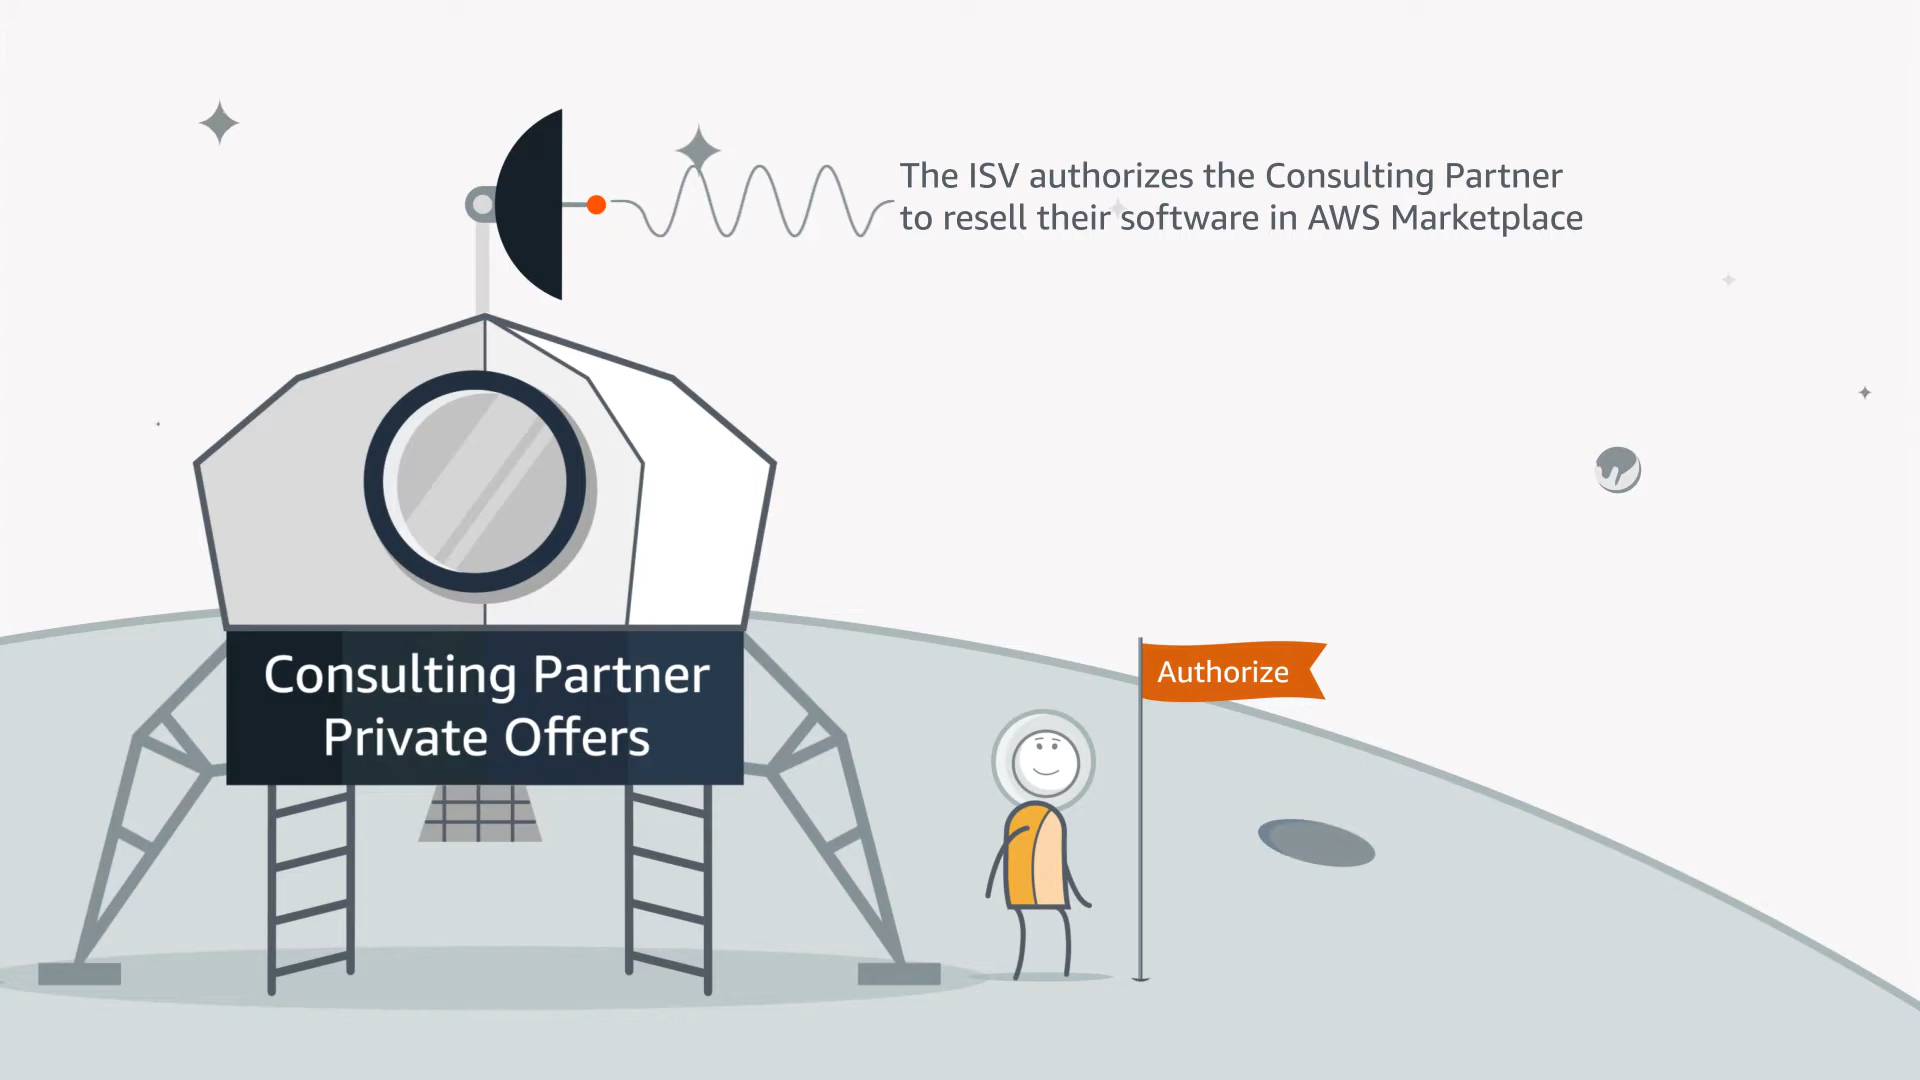 The ISV authorizes the Consulting Partner
to resell their software in AWS Marketplace
Consulting Partner
Private Offers
Authorize